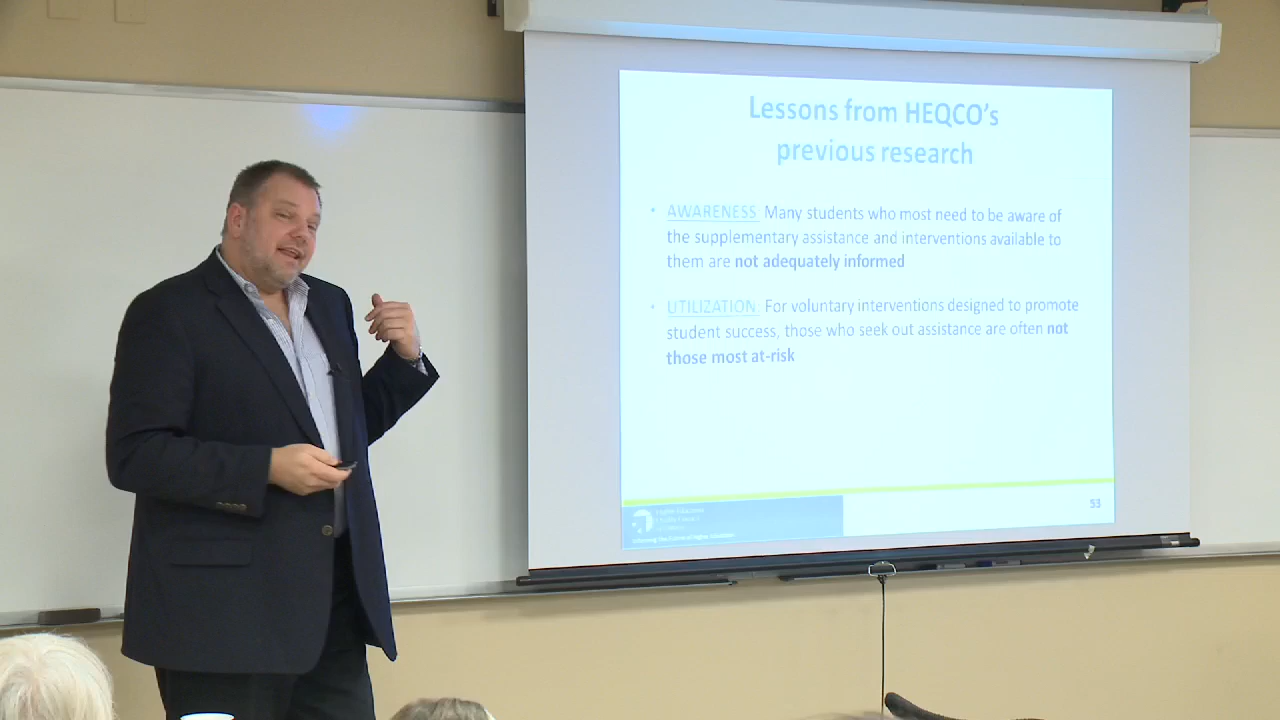 Lessons from HEQCO's
previous research
• AWARENESS: Many students who most need to be aware of
the supplementary assistance and interventions available to
them are not adequately informed
• UTILIZATION: For voluntary interventions designed to promote
student success, those who seek out assistance are often not
those most at-risk
53